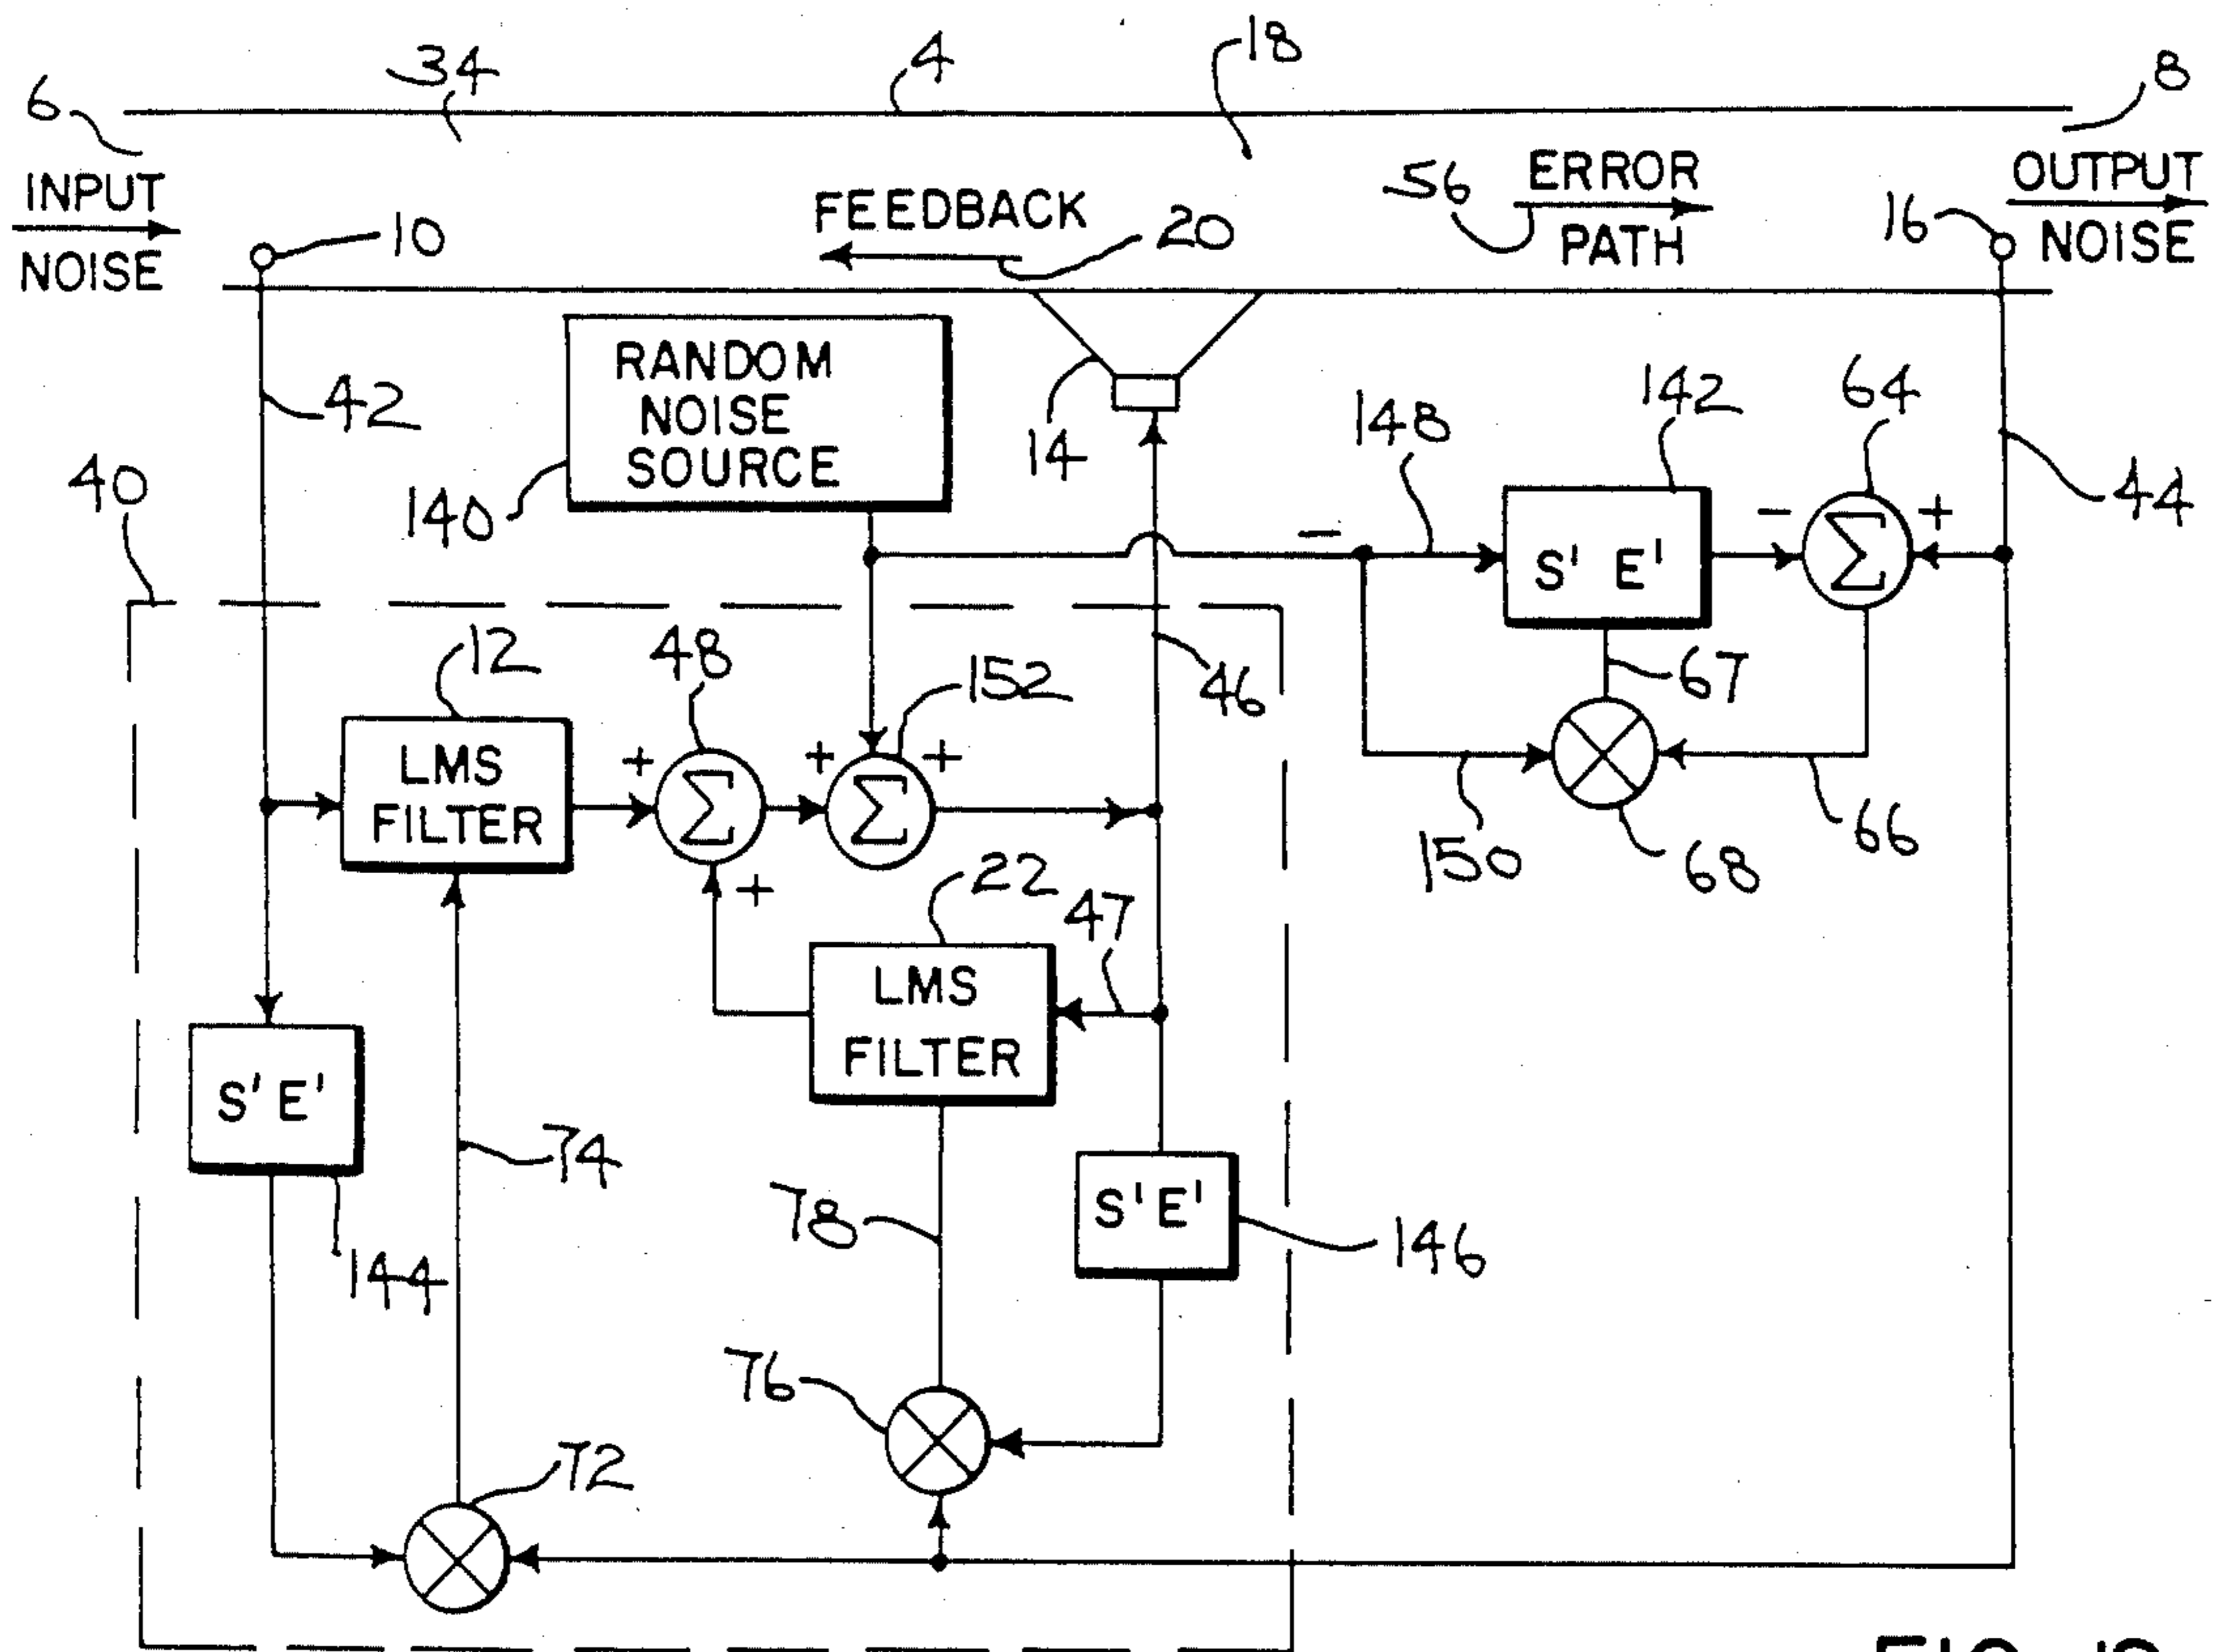 34
4
18
8
6
INPUT
NOISE
10
FEEDBACK
20
56
ERROR
PATH
16
OUTPUT
NOISE
42
RANDOM
NOISE
SOURCE
140
14
148
142
64
44
40
-
S' E'
-
Σ
+
12
48
152
46
67
LMS
FILTER
+
Σ
+
+
Σ
150
68
66
+
22
47
LMS
FILTER
S' E'
74
144
78
S' E'
146
76
72